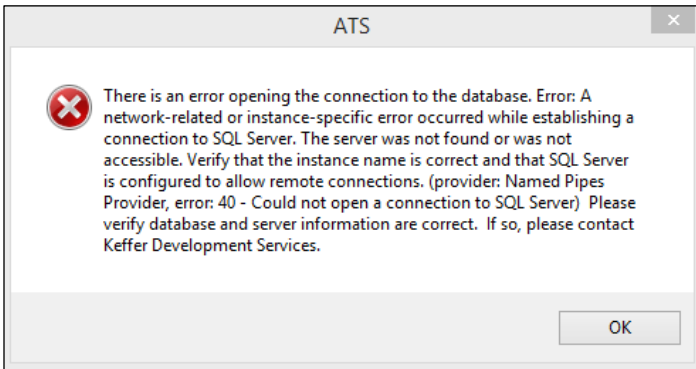 ATS
There is an error opening the connection to the database. Error: A
network-related or instance-specific error occurred while establishing a
connection to SQL Server. The server was not found or was not
accessible. Verify that the instance name is correct and that SQL Server
is configured to allow remote connections. (provider: Named Pipes
Provider, error: 40 - Could not open a connection to SQL Server)  Please
verify database and server information are correct.  If so, please contact
Keffer Development Services.
OK